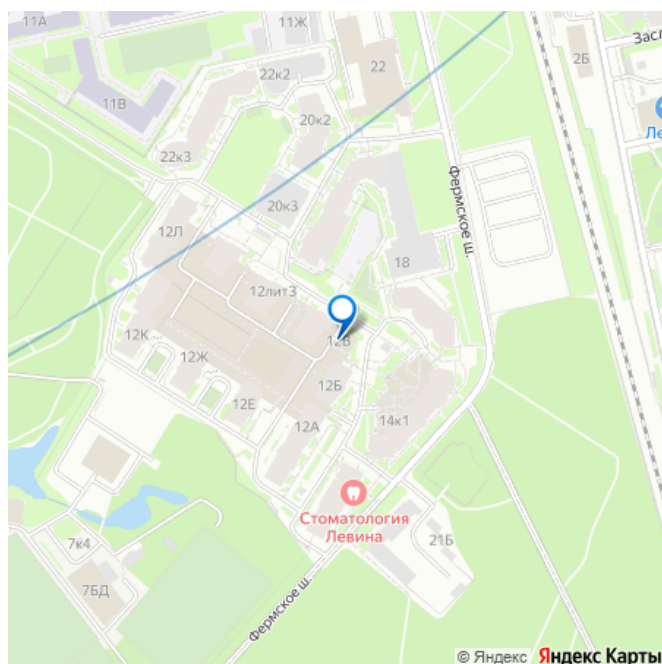 11А
11Ж
Засл
2Б
22к2
22
11В
20к2
Ле
22к3
Фермское ш.
20к3
12Л
18
12литЗ
12В
12К
12Ж
12Б
12Е
12А
14к1
Стоматология
Левина
21Б
7к4
7БД
Фермское ш.
© Яндекс Яндекс Карты